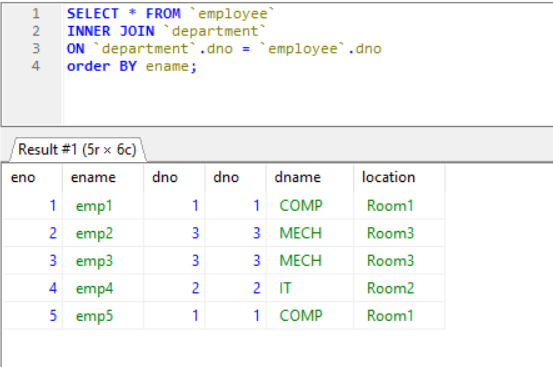 1 SELECT * FROM `employee`
2 INNER JOIN `department`
3 ON `department`.dno = `employee`.dno
4 order BY ename;
Result #1 (5r × 6c)
eno ename dno dno dname location
1 emp1 1 1 COMP Room1
2 emp2 3 3 MECH Room3
3 emp3 3 3 MECH Room3
4 emp4 2 2 IT Room2
5 emp5 1 1 COMP Room1